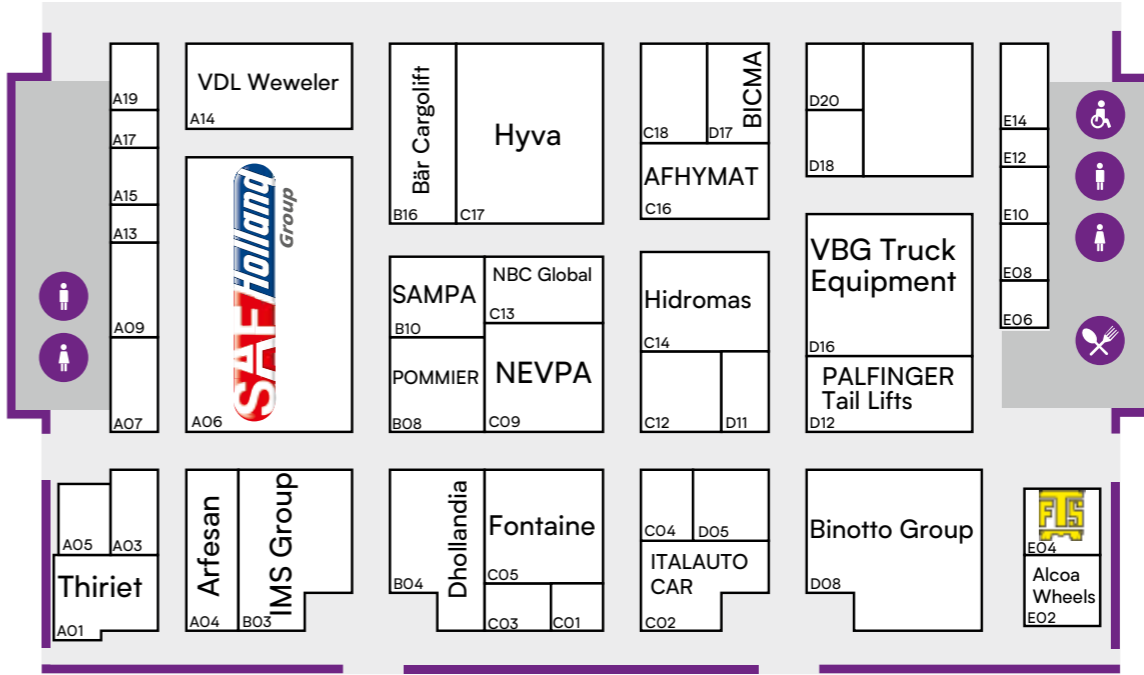 A19
A17
A15
A13
A09
A07
VDL Weweler
A14
SAF Holland
Group
A06
Bär Cargolift
B16
Hyva
C17
SAMPA
B10
NBC Global
C13
POMMIER
B08
NEVPA
C09
C18
BICMA
D17
AFHYMAT
C16
Hidromas
C14
C12
D11
D20
D18
VBG Truck
Equipment
D16
PALFINGER
Tail Lifts
D12
E14
E12
E10
E08
E06
A05
A03
Thiriet
A01
Arfesan
A04
IMS Group
B03
Dhollandia
B04
Fontaine
C05
C03
C01
C04
D05
ITALAUTO
CAR
C02
Binotto Group
D08
FTS
E04
Alcoa
Wheels
E02